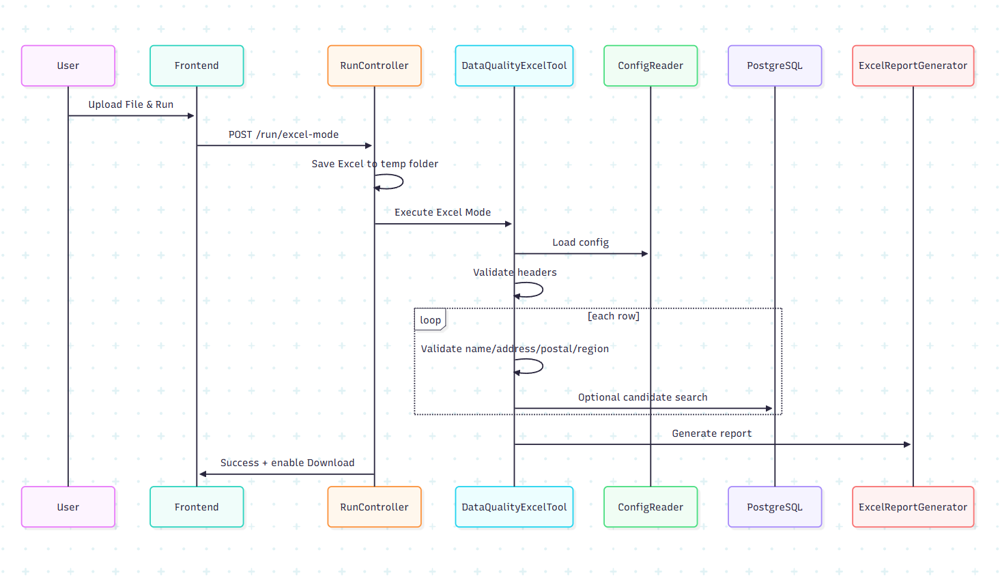 User
Frontend
RunController
DataQualityExcelTool
ConfigReader
PostgreSQL
ExcelReportGenerator
Upload File & Run
POST /run/excel-mode
Save Excel to temp folder
Execute Excel Mode
Load config
Validate headers
loop
[each row]
Validate name/address/postal/region
Optional candidate search
Generate report
Success + enable Download
User
Frontend
RunController
DataQualityExcelTool
ConfigReader
PostgreSQL
ExcelReportGenerator